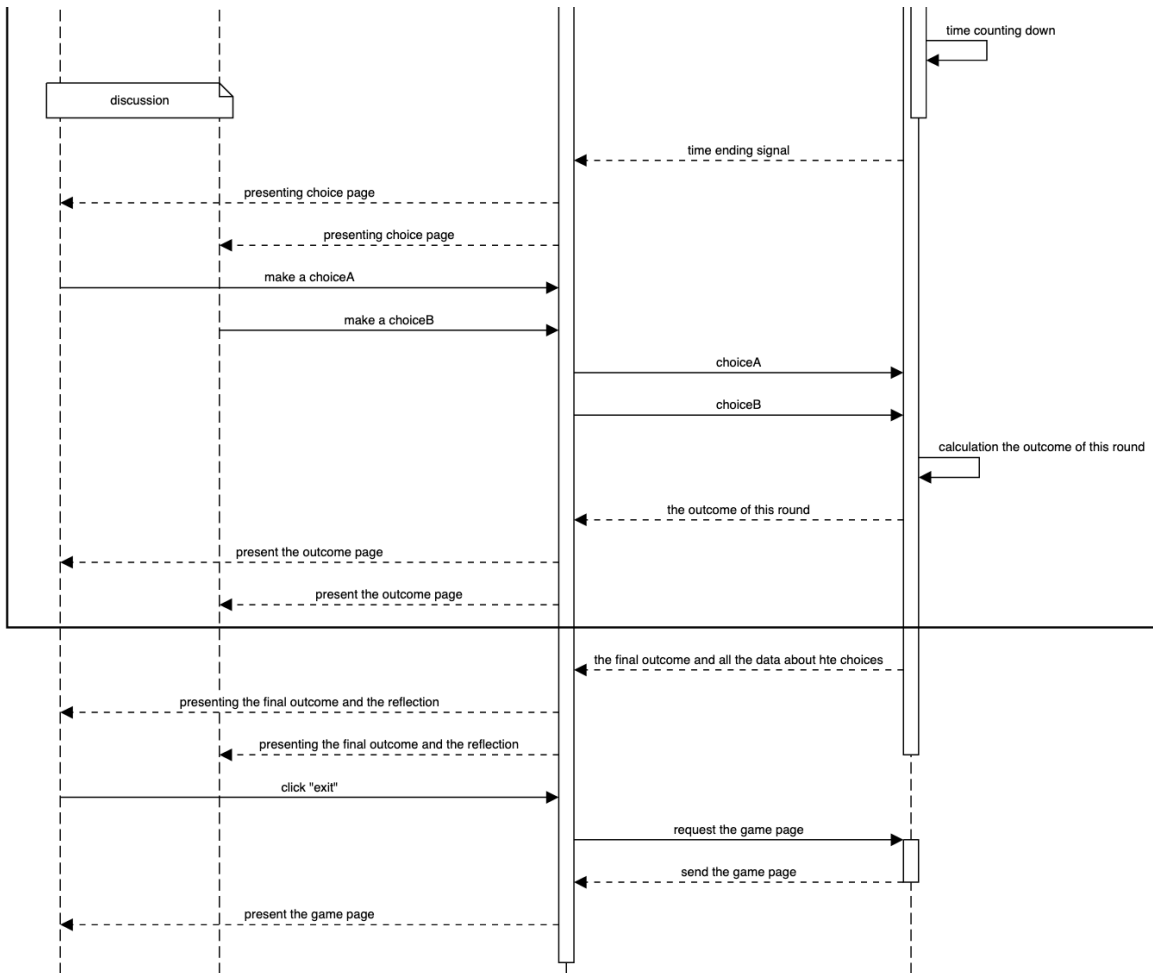 time counting down
discussion
time ending signal
presenting choice page
presenting choice page
make a choiceA
make a choiceB
choiceA
choiceB
calculation the outcome of this round
the outcome of this round
present the outcome page
present the outcome page
the final outcome and all the data about hte choices
presenting the final outcome and the reflection
presenting the final outcome and the reflection
click "exit"
request the game page
send the game page
present the game page